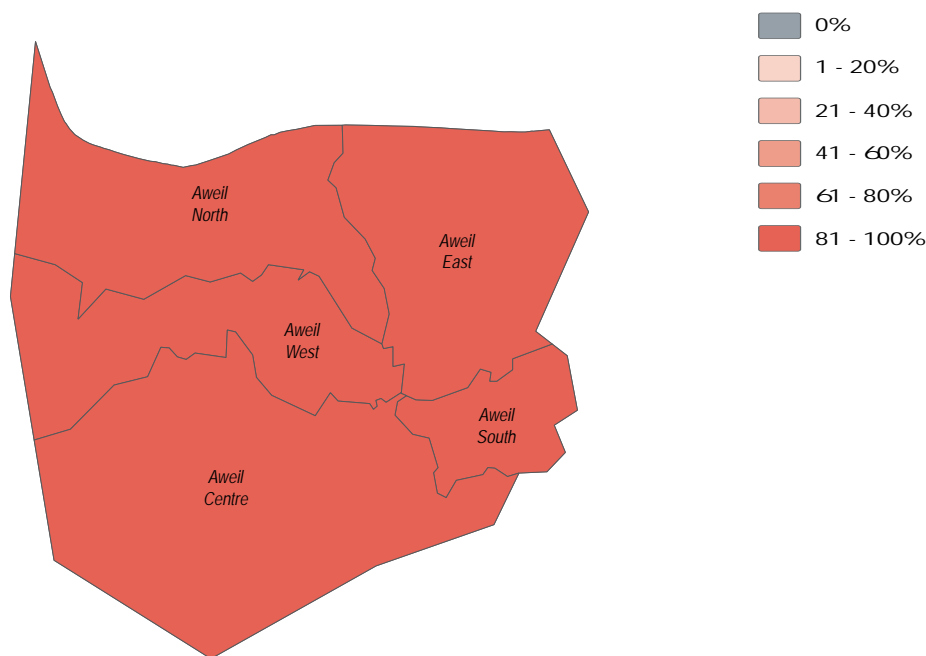 0%
1 - 20%
21 - 40%
41 - 60%
61 - 80%
81 - 100%
Aweil
North
Aweil
East
Aweil
West
Aweil
South
Aweil
Centre